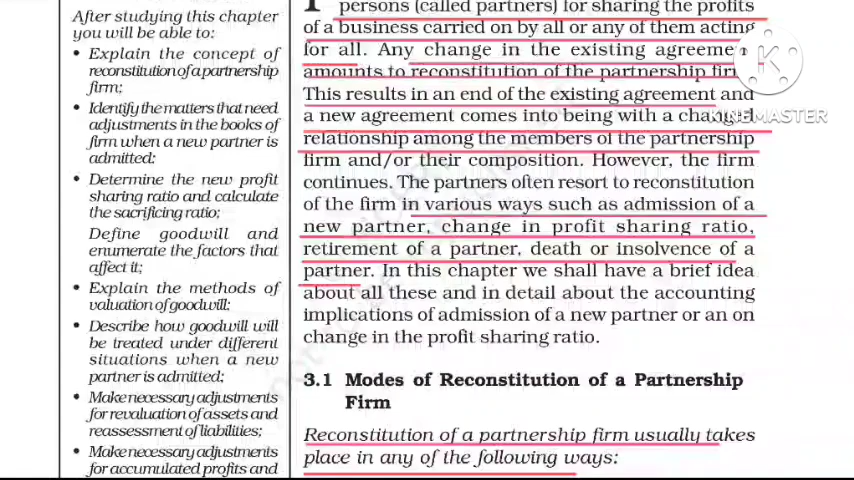 After studying this chapter
you will be able to:
• Explain the concept of
reconstitution of a partnership
firm;
• Identify the matters that need
adjustments in the books of
firm when a new partner is
admitted;
• Determine the new profit
sharing ratio and calculate
the sacrificing ratio;
Define goodwill and
enumerate the factors that
affect it;
• Explain the methods of
valuation of goodwill;
• Describe how goodwill will
be treated under different
situations when a new
partner is admitted;
• Make necessary adjustments
for revaluation of assets and
reassessment of liabilities;
• Make necessary adjustments
for accumulated profits and
persons (called partners) for sharing the profits
of a business carried on by all or any of them acting
for all. Any change in the existing
amounts to reconstitution of the partnership
This results in an end of the existing agreement and
a new agreement comes into being with a changed
relationship among the members of the partnership
firm and/or their composition. However, the firm
continues. The partners often resort to reconstitution
of the firm in various ways such as admission of a
new partner, change in profit sharing ratio,
retirement of a partner, death or insolvence of a
partner. In this chapter we shall have a brief idea
about all these and in detail about the accounting
implications of admission of a new partner or an on
change in the profit sharing ratio.
3.1 Modes of Reconstitution of a Partnership
Firm
Reconstitution of a partnership firm usually takes
place in any of the following ways:
KINEMASTER